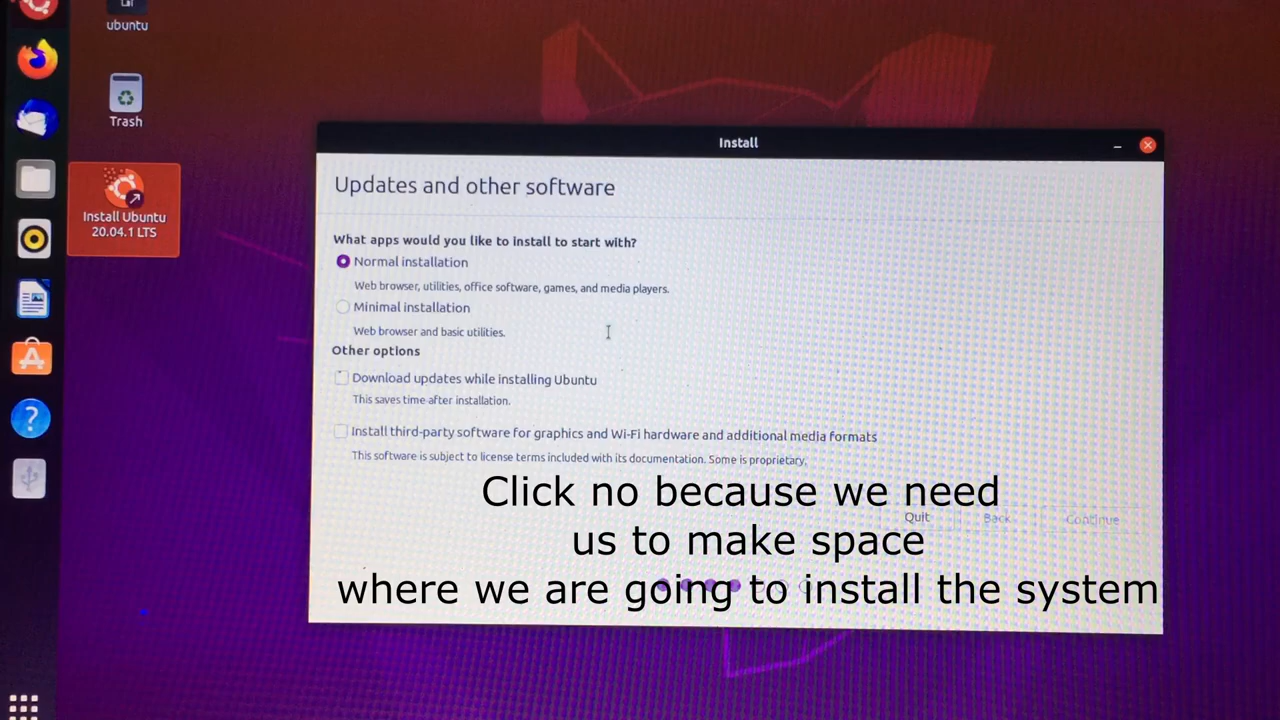 ubuntu
Trash
Install Ubuntu
20.04.1 LTS
Install
Updates and other software
What apps would you like to install to start with?
Normal installation
Web browser, utilities, office software, games, and media players.
Minimal installation
Web browser and basic utilities.
Other options
Download updates while installing Ubuntu
This saves time after installation.
Install third-party software for graphics and Wi-Fi hardware and additional media formats
This software is subject to license terms included with its documentation. Some is proprietary.
Click no because we need
Quit Back Continue
us to make space
where we are going to install the system